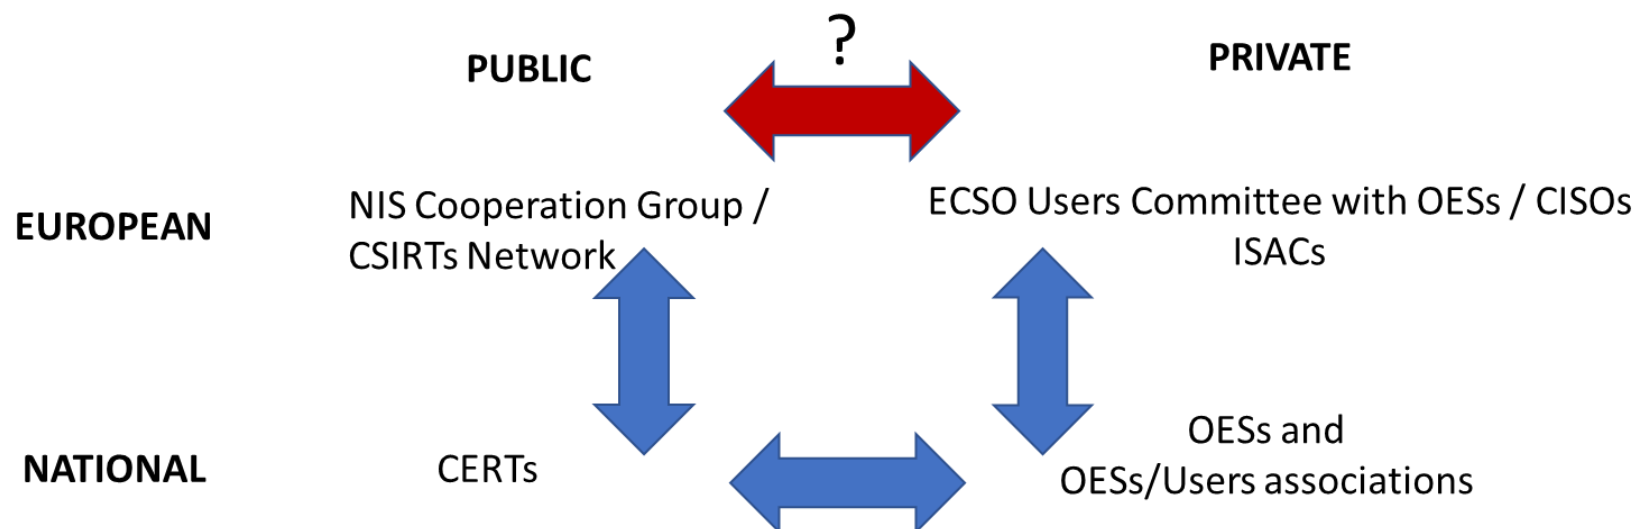 ?
PUBLIC
PRIVATE
EUROPEAN
NIS Cooperation Group /
CSIRTs Network
ECSO Users Committee with OESs / CISOs
ISACs
NATIONAL
CERTs
OESs and
OESs/Users associations